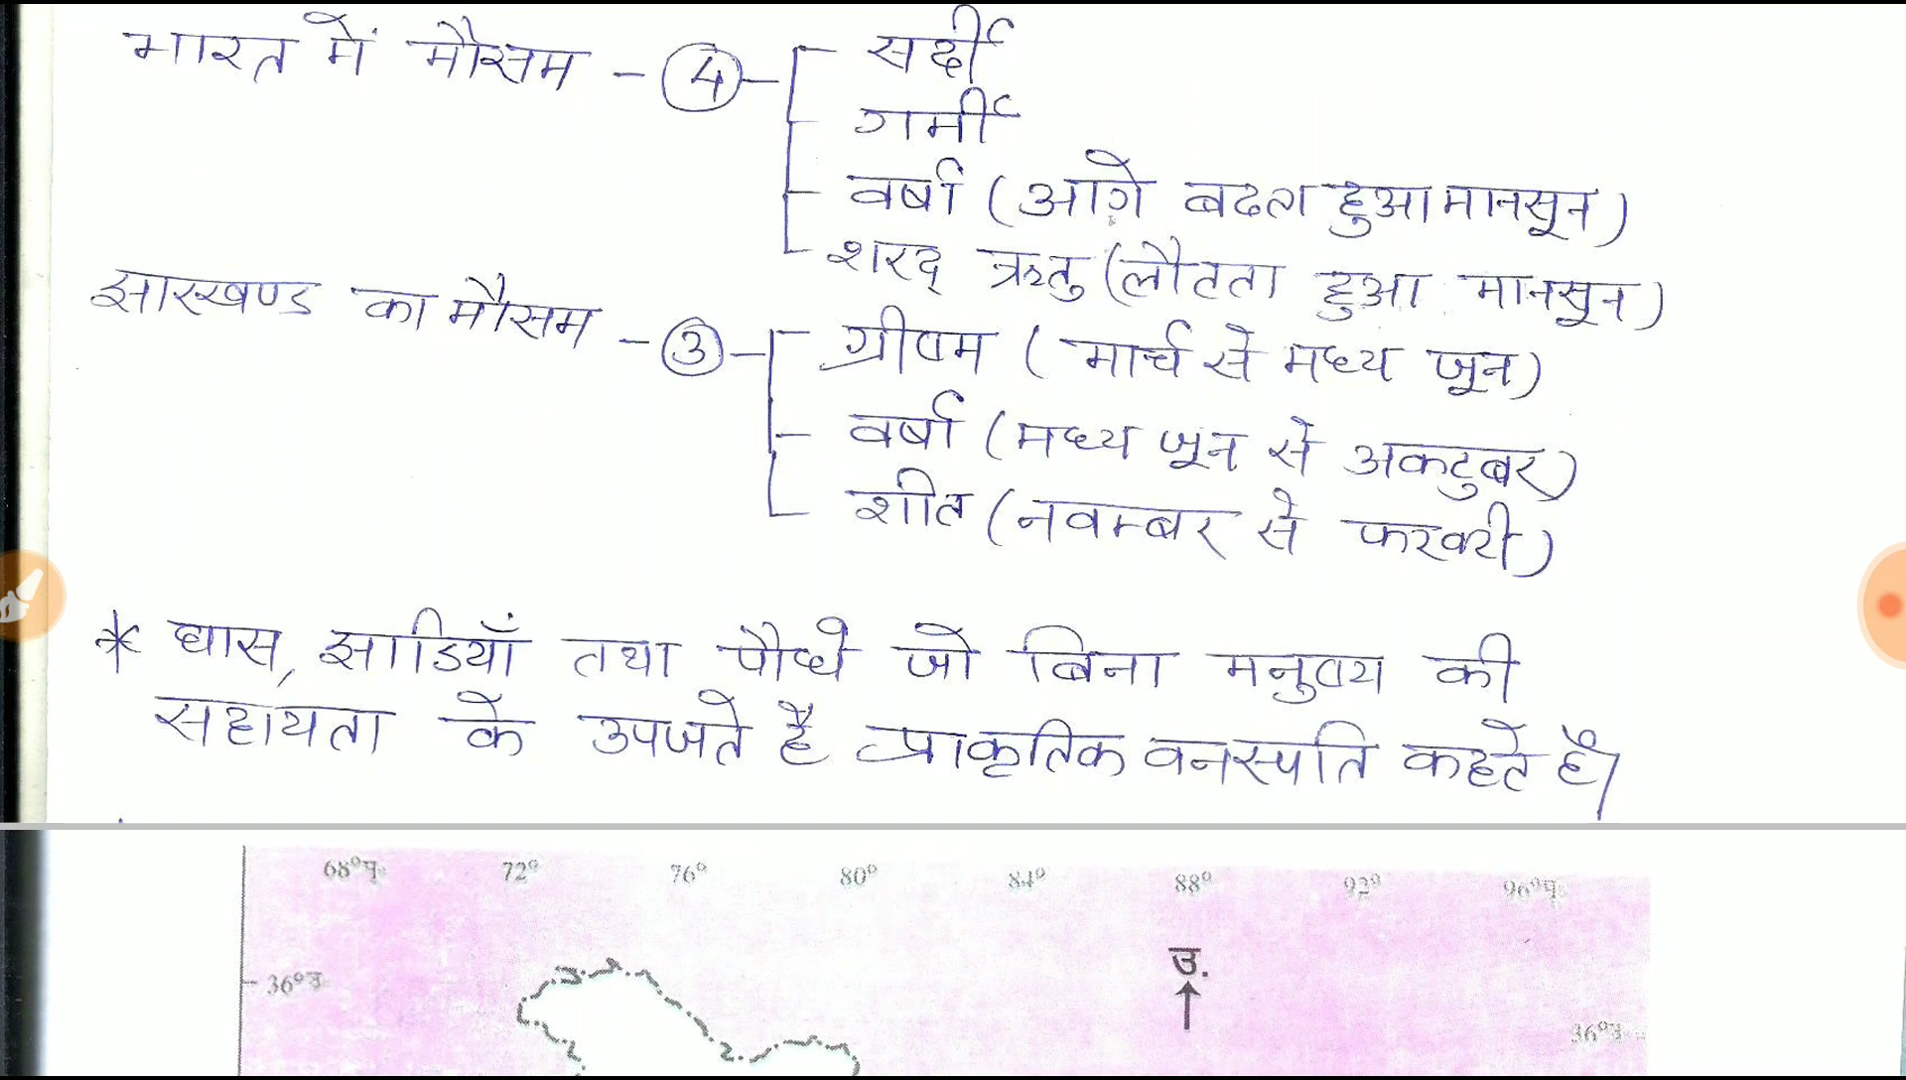 भारत में मौसम - 4 - सर्दी
गर्मी
वर्षा (आगे बढता हुआ मानसून)
शरद् ऋतु (लौटता हुआ मानसून)
झारखण्ड का मौसम - 3 - ग्रीष्म (मार्च से मध्य जून)
वर्षा (मध्य जून से अक्टुबर)
शीत (नवम्बर से फरवरी)
* घास, झाडियाँ तथा पौधे जो बिना मनुष्य की
सहायता के उपजते है प्राकृतिक वनस्पति कहते है।
68°पू. 72° 76° 80° 84° 88° 92° 96°पू.
उ.
36°उ
36°उ